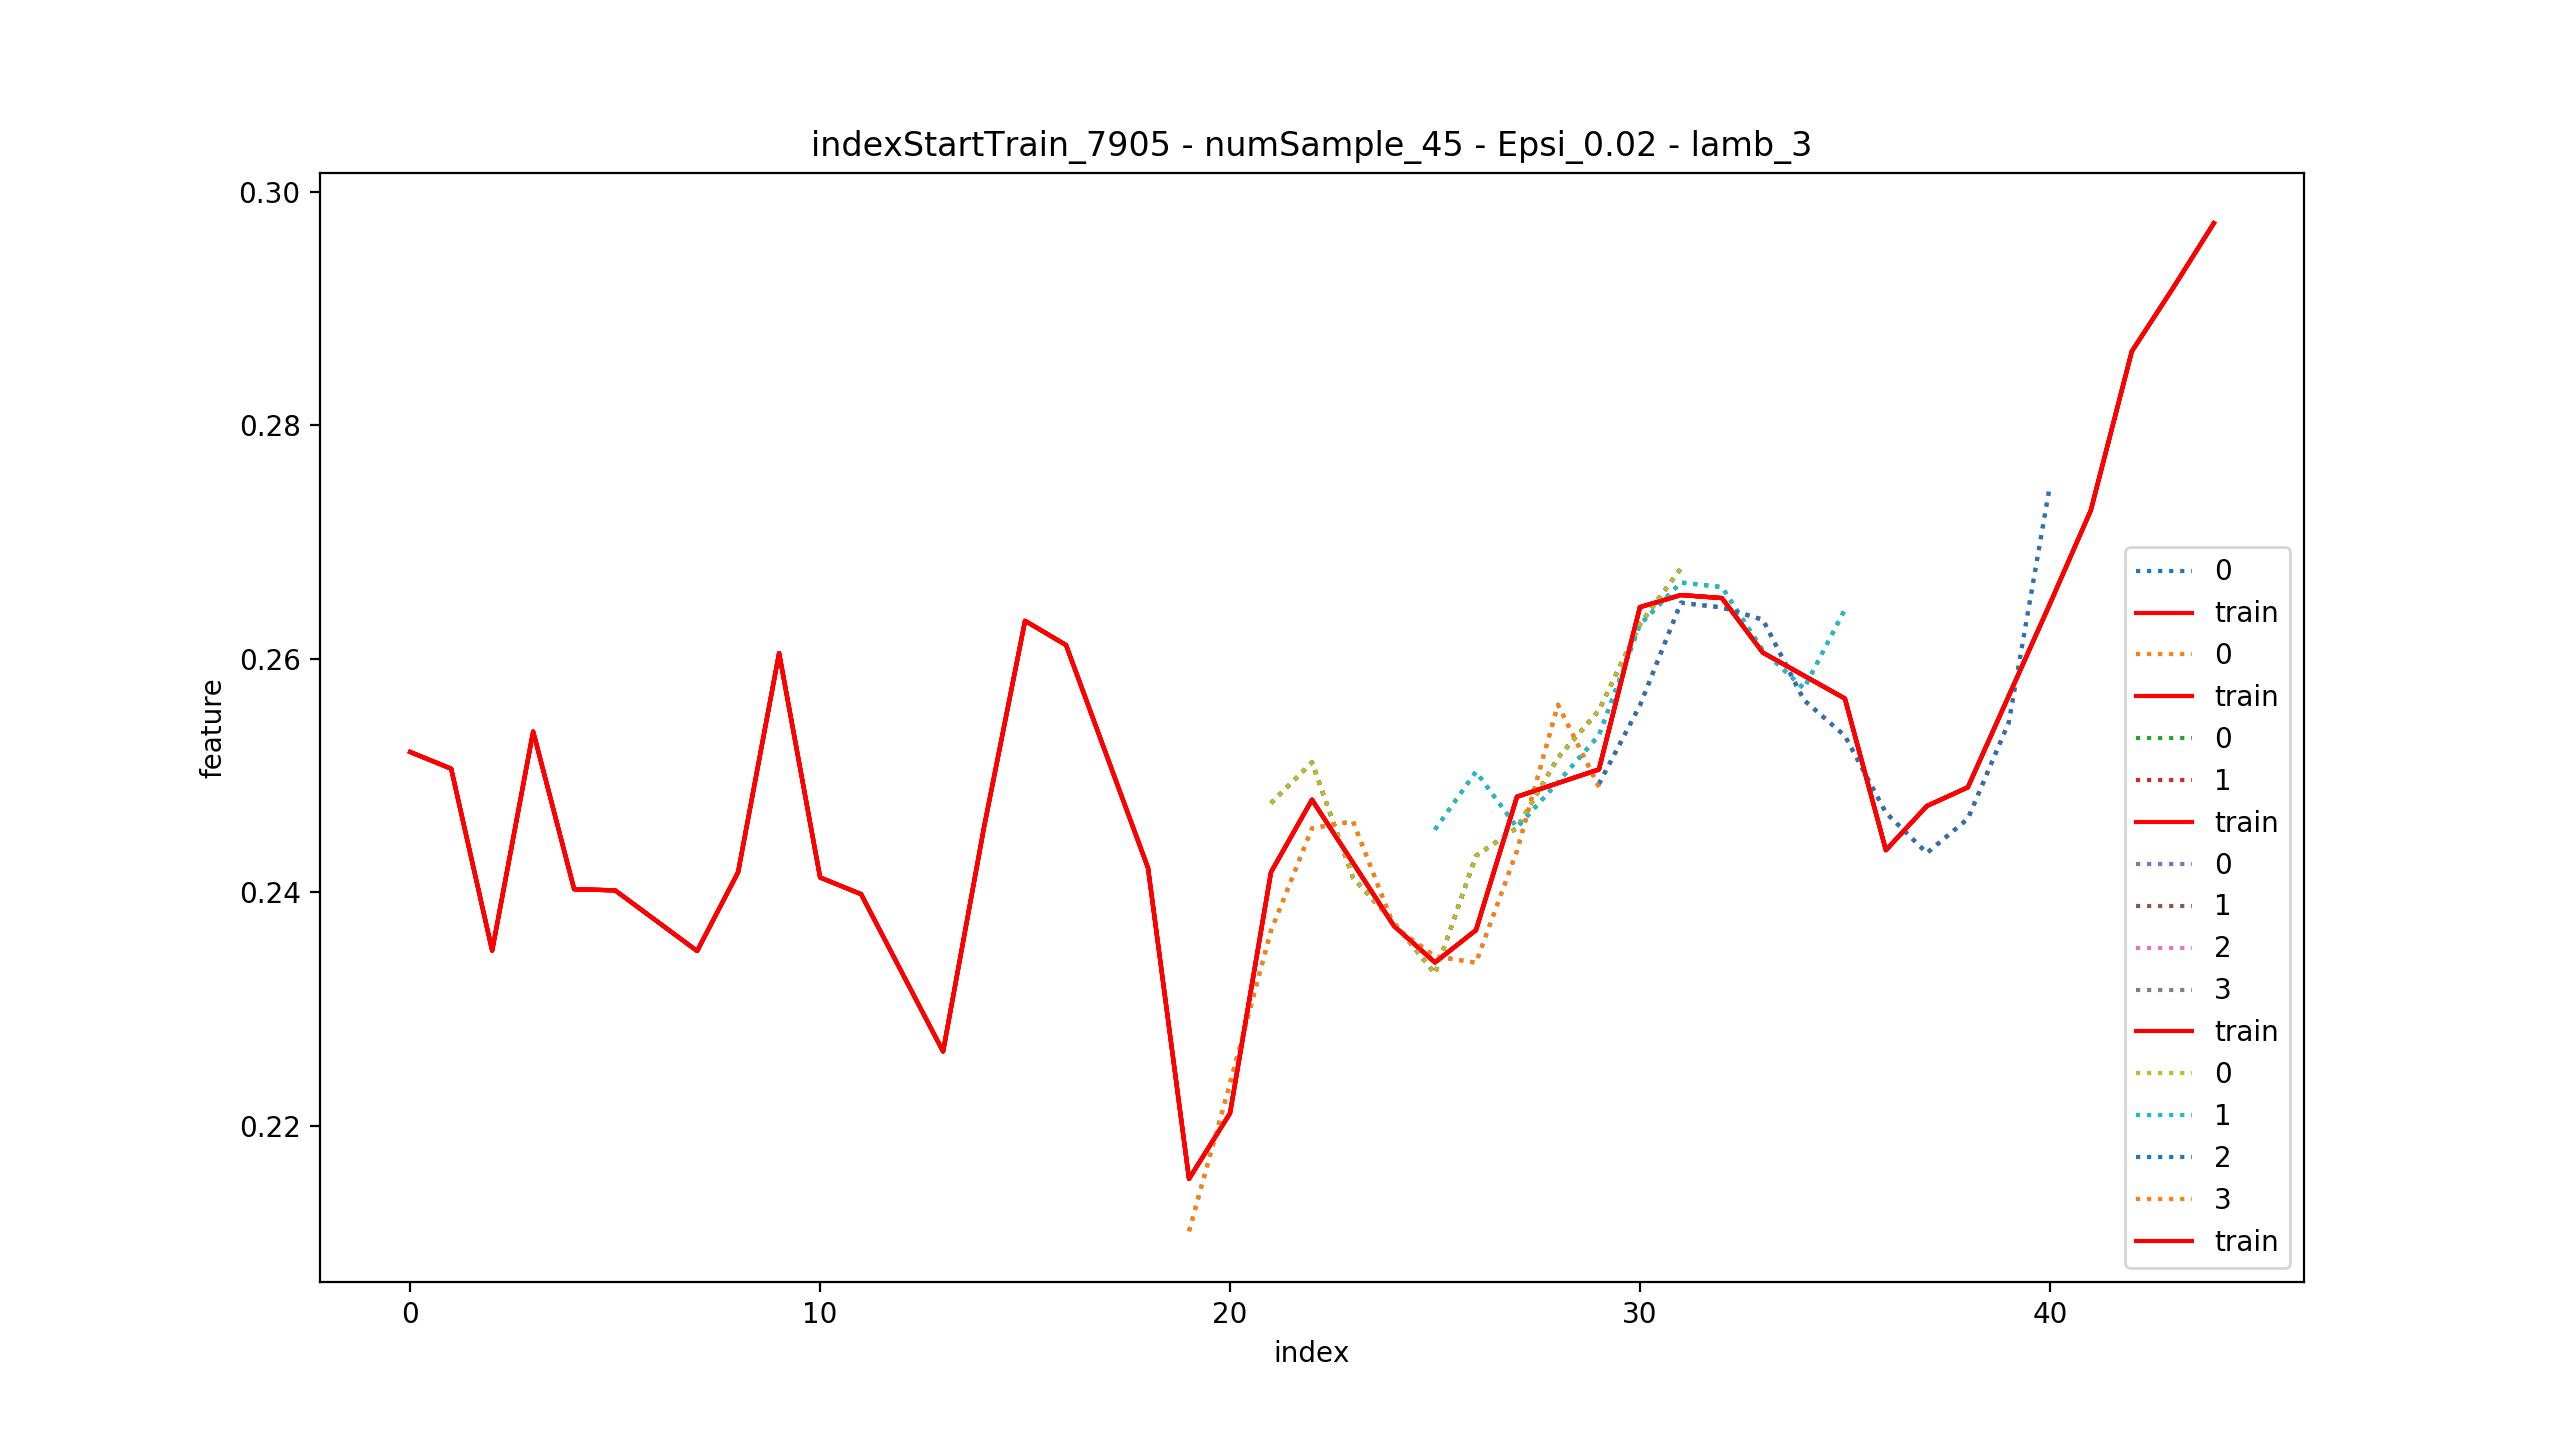 indexStartTrain_7905 - numSample_45 - Epsi_0.02 - lamb_3
0.30
0.28
0.26
0.24
0.22
feature
0
train
0
train
0
1
train
0
1
2
3
train
0
1
2
3
train
0 10 20 30 40
index